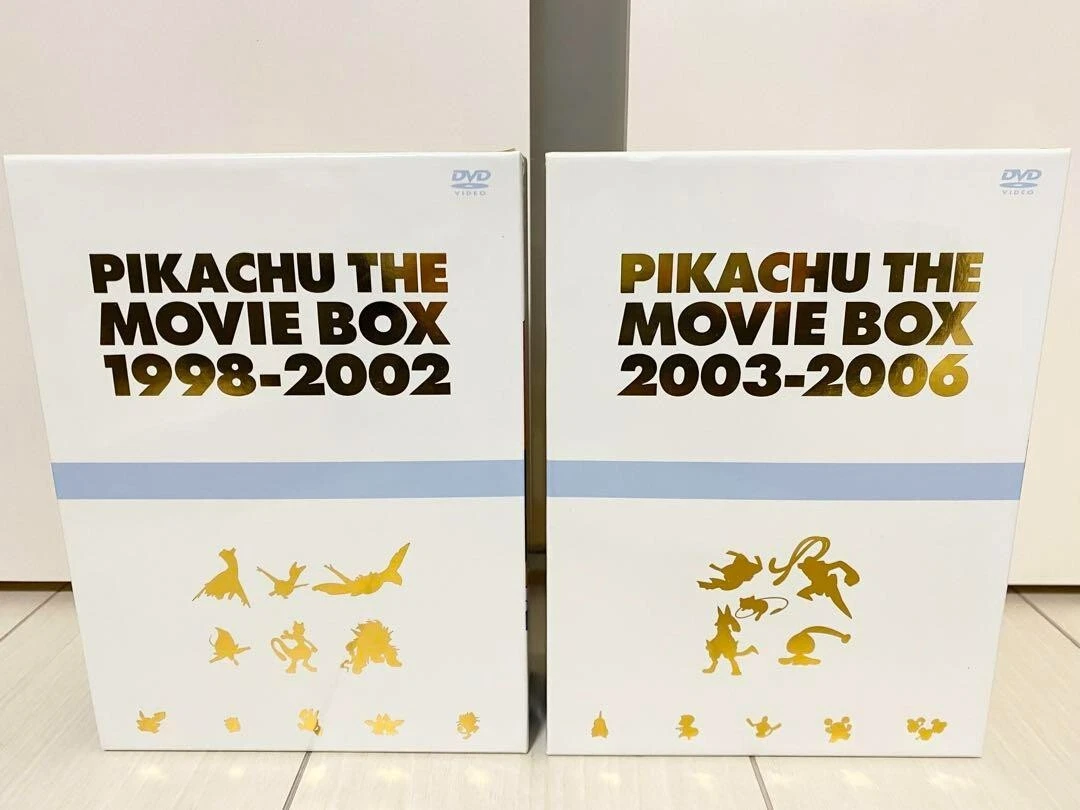 DVD
VIDEO
PIKACHU THE
MOVIE BOX
1998-2002
DVD
VIDEO
PIKACHU THE
MOVIE BOX
2003-2006